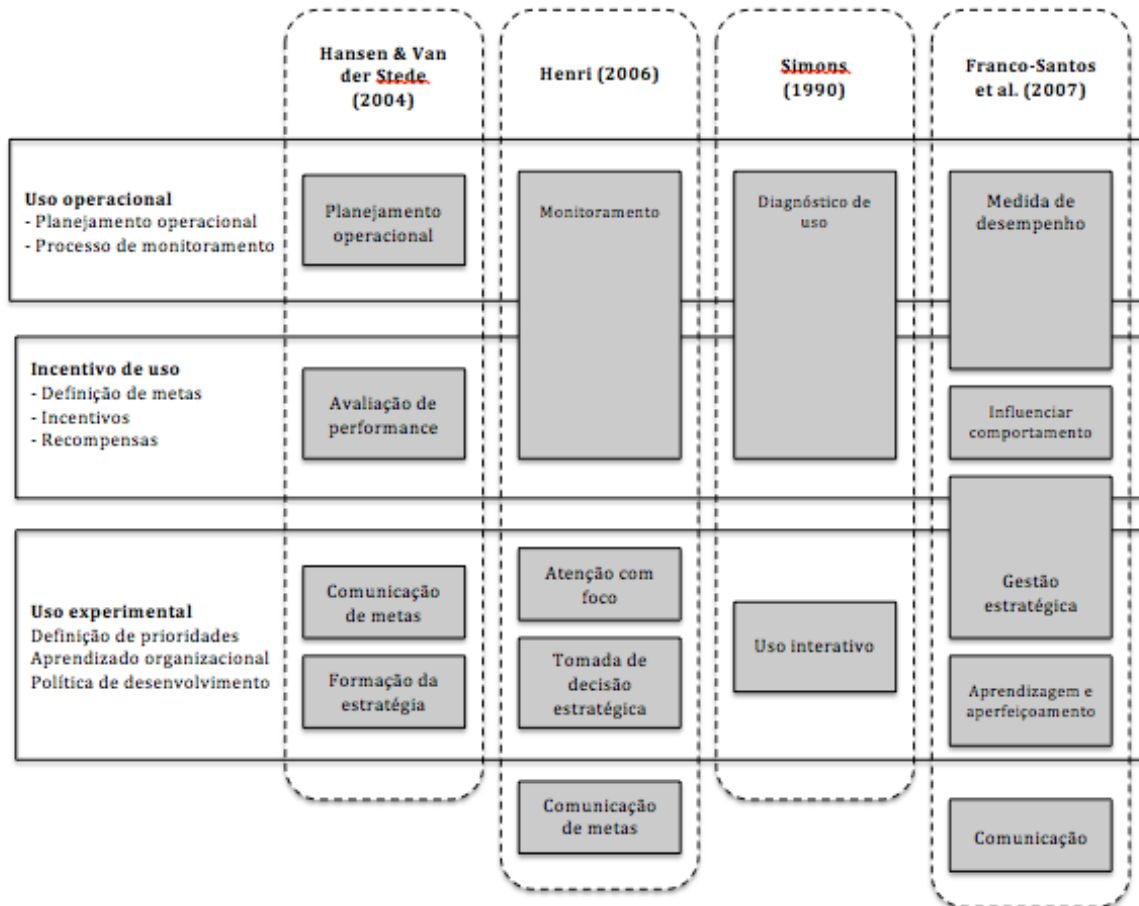 Hansen & Van
der Stede
(2004)
Henri (2006)
Simons
(1990)
Franco-Santos
et al. (2007)
Uso operacional
- Planejamento operacional
- Processo de monitoramento
Planejamento
operacional
Monitoramento
Diagnóstico de
uso
Medida de
desempenho
Incentivo de uso
- Definição de metas
- Incentivos
- Recompensas
Avaliação de
performance
Influenciar
comportamento
Uso experimental
Definição de prioridades
Aprendizado organizacional
Política de desenvolvimento
Comunicação
de metas
Formação da
estratégia
Atenção com
foco
Tomada de
decisão
estratégica
Uso interativo
Gestão
estratégica
Aprendizagem e
aperfeiçoamento
Comunicação
de metas
Comunicação